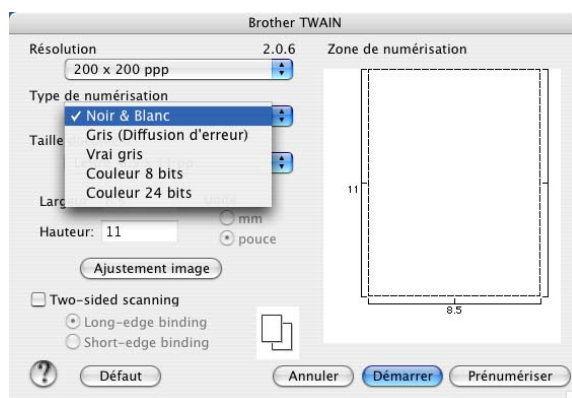 Brother TWAIN
Résolution 2.0.6 Zone de numérisation
200 x 200 ppp
Type de numérisation
✓ Noir & Blanc
Gris (Diffusion d'erreur)
Taille
Vrai gris
Couleur 8 bits
Couleur 24 bits
11
Larg
mm
Hauteur: 11
pouce
Ajustement image
Two-sided scanning
8.5
Long-edge binding
Short-edge binding
? Défaut Annuler Démarrer Prénumériser